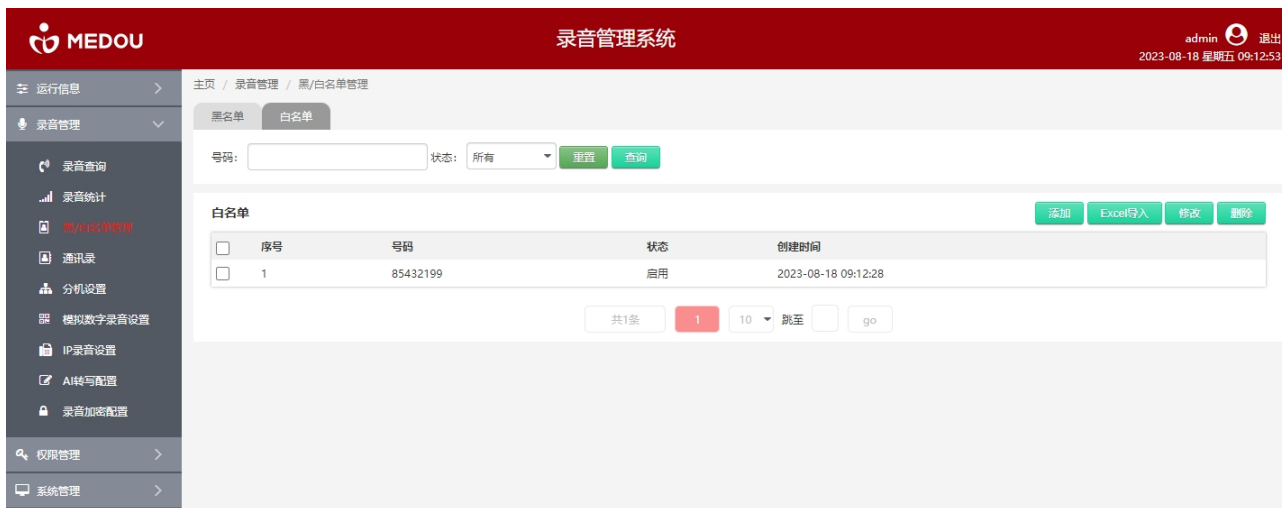 MEDOU
录音管理系统
admin 退出
2023-08-18 星期五 09:12:53
运行信息
录音管理
录音查询
录音统计
黑/白名单管理
通讯录
分机设置
模拟数字录音设置
IP录音设置
AI转写配置
录音加密配置
权限管理
系统管理
主页 / 录音管理 / 黑/白名单管理
黑名单 白名单
号码: 状态: 所有 重置 查询
白名单 添加 Excel导入 修改 删除
序号 号码 状态 创建时间
1 85432199 启用 2023-08-18 09:12:28
共1条 1 10 跳至 go